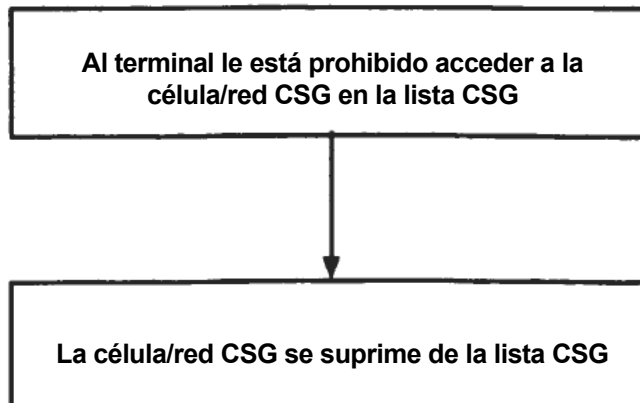 Al terminal le está prohibido acceder a la
célula/red CSG en la lista CSG
La célula/red CSG se suprime de la lista CSG